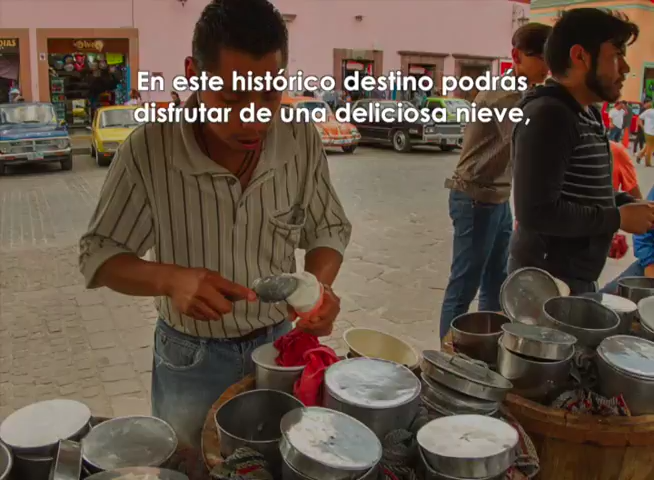 En este histórico destino podrás
disfrutar de una deliciosa nieve,